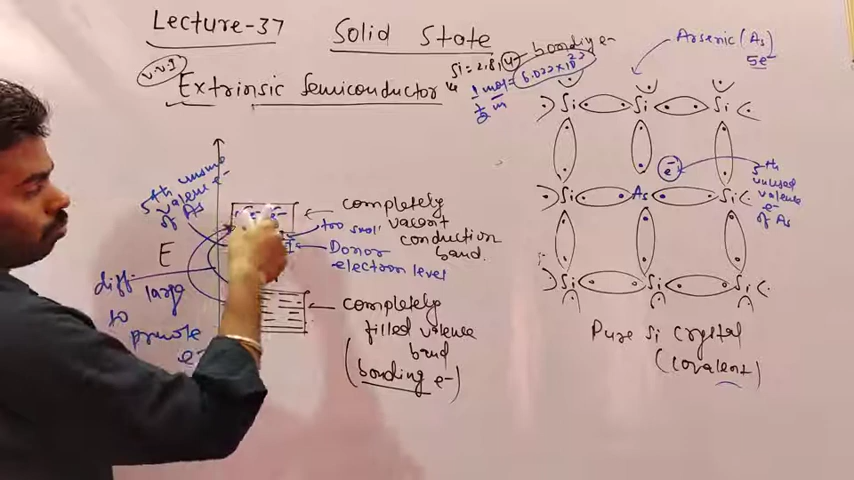 Lecture-37
Solid State
Si = 2,8, 4 - bonding e-
V.V.I
Extrinsic Semiconductor
1 mol = 6.022×10²³
Arsenic (As)
5e-
Si Si Si
5th unused
valence e-
of As
e-
5th
unused
valence
e-
of As
Si As Si
completely
vacant
conduction
band.
too small
Donor
electron level
E
diff
large
to
promote
e-
completely
filled valence
band
(bonding e-)
Si Si Si
Pure Si crystal
(covalent)